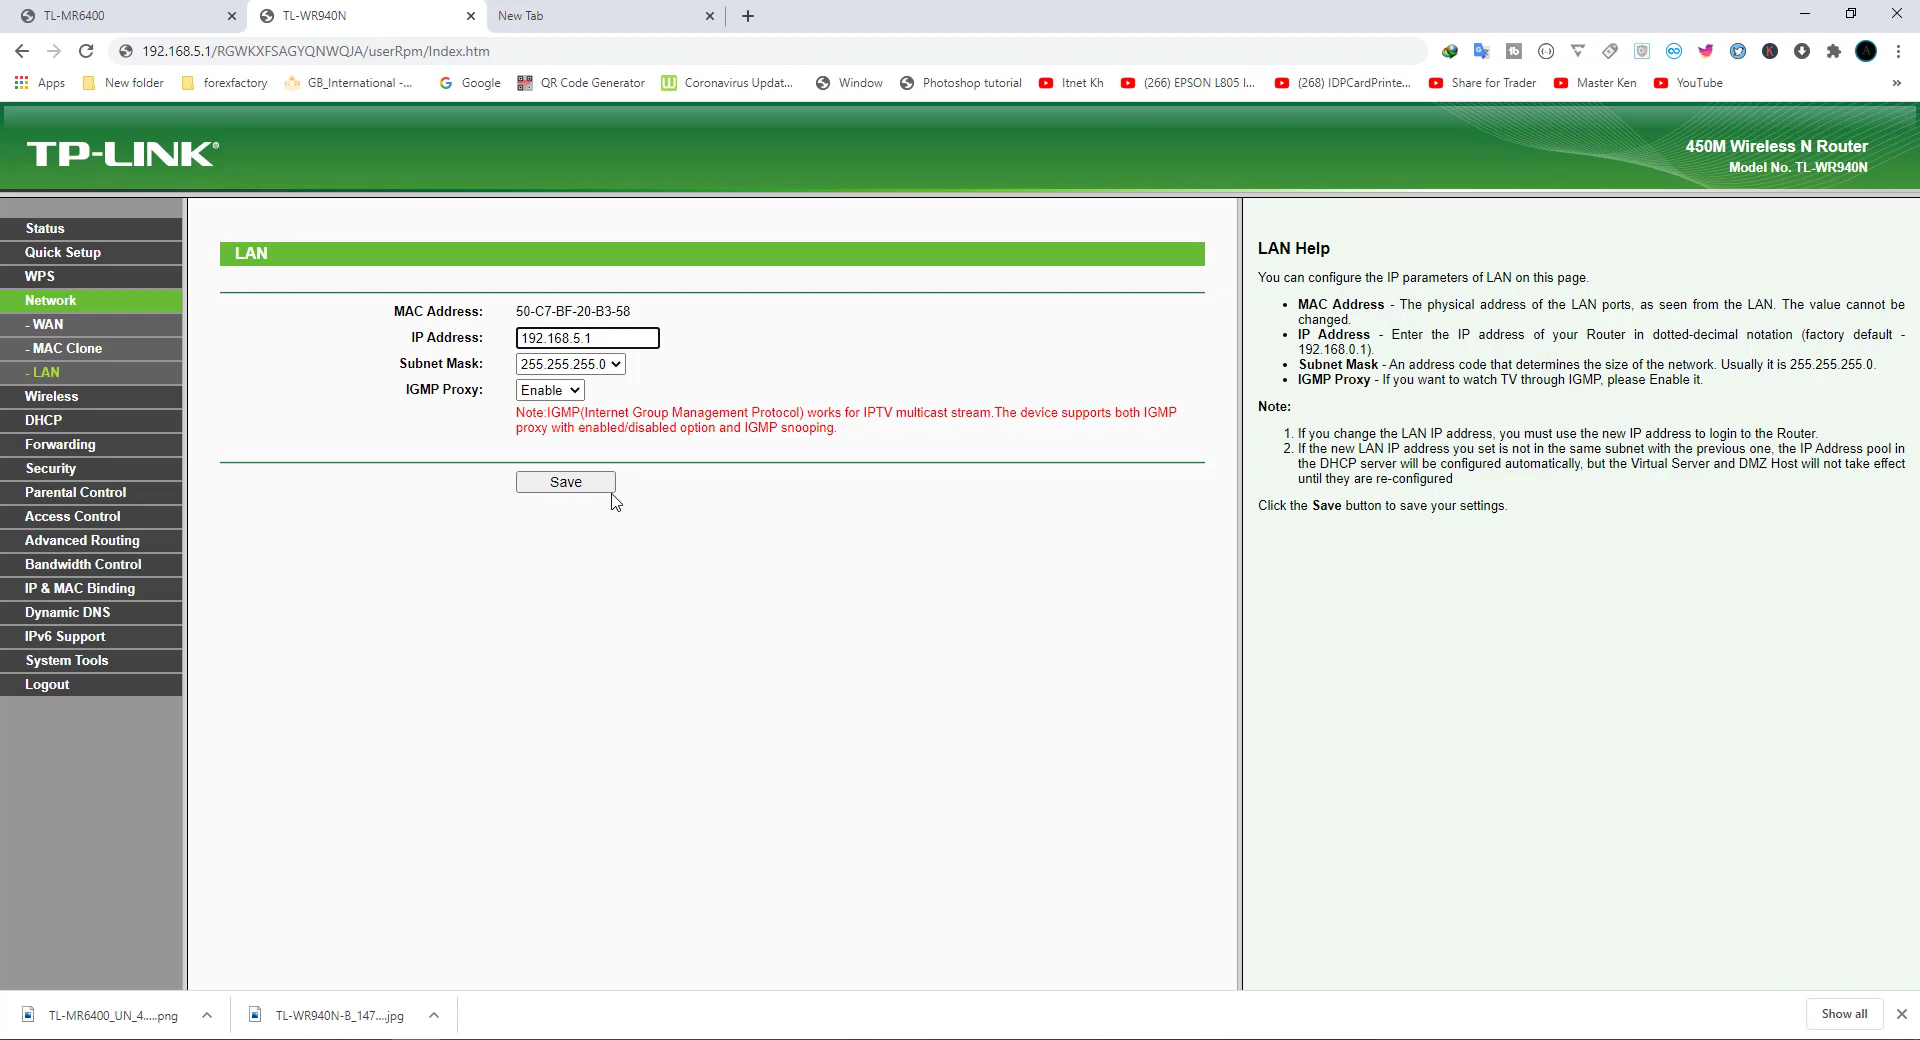 TL-MR6400
TL-WR940N
New Tab
192.168.5.1/RGWKXFSAGYQNWQJA/userRpm/Index.htm
Apps New folder forexfactory GB_International -... Google QR Code Generator Coronavirus Updat... Window Photoshop tutorial Itnet Kh (266) EPSON L805 I... (268) IDPCardPrinte... Share for Trader Master Ken YouTube »
TP-LINK®
450M Wireless N Router
Model No. TL-WR940N
Status
Quick Setup
WPS
Network
- WAN
- MAC Clone
- LAN
Wireless
DHCP
Forwarding
Security
Parental Control
Access Control
Advanced Routing
Bandwidth Control
IP & MAC Binding
Dynamic DNS
IPv6 Support
System Tools
Logout
LAN
MAC Address: 50-C7-BF-20-B3-58
IP Address: 192.168.5.1
Subnet Mask: 255.255.255.0
IGMP Proxy: Enable
Note:IGMP(Internet Group Management Protocol) works for IPTV multicast stream.The device supports both IGMP
proxy with enabled/disabled option and IGMP snooping.
Save
LAN Help
You can configure the IP parameters of LAN on this page.
• MAC Address - The physical address of the LAN ports, as seen from the LAN. The value cannot be
changed.
• IP Address - Enter the IP address of your Router in dotted-decimal notation (factory default -
192.168.0.1).
• Subnet Mask - An address code that determines the size of the network. Usually it is 255.255.255.0.
• IGMP Proxy - If you want to watch TV through IGMP, please Enable it.
Note:
1. If you change the LAN IP address, you must use the new IP address to login to the Router.
2. If the new LAN IP address you set is not in the same subnet with the previous one, the IP Address pool in
the DHCP server will be configured automatically, but the Virtual Server and DMZ Host will not take effect
until they are re-configured
Click the Save button to save your settings.
TL-MR6400_UN_4.....png
TL-WR940N-B_147....jpg
Show all